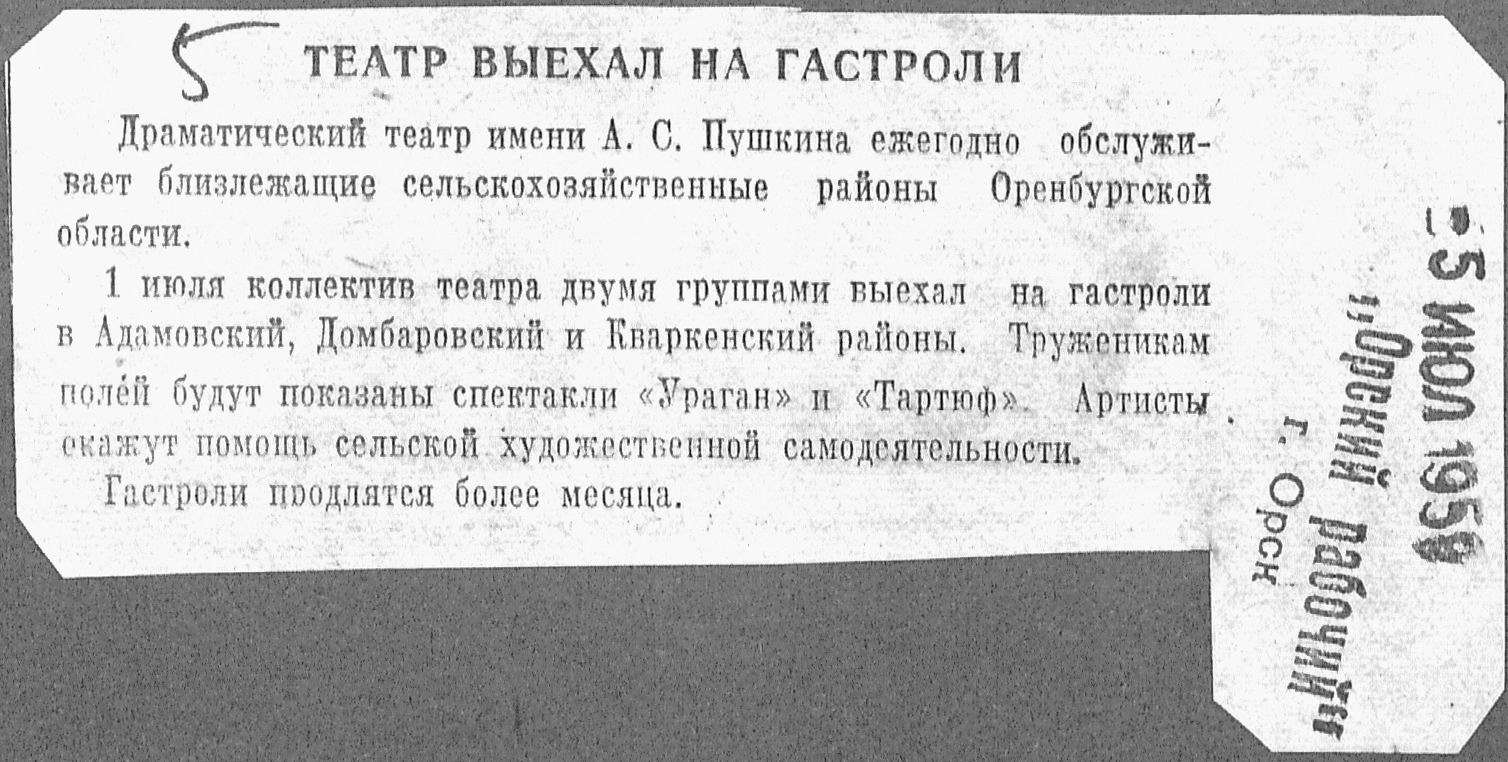 5
ТЕАТР ВЫЕХАЛ НА ГАСТРОЛИ
Драматический театр имени А. С. Пушкина ежегодно обслужи-
вает близлежащие сельскохозяйственные районы Оренбургской
области.
1 июля коллектив театра двумя группами выехал на гастроли
в Адамовский, Домбаровский и Кваркенский районы. Труженикам
полей будут показаны спектакли «Ураган» и «Тартюф». Артисты
окажут помощь сельской художественной самодеятельности.
Гастроли продлятся более месяца.
-5 ИЮЛ
„Орский рабочий"
г. Орск